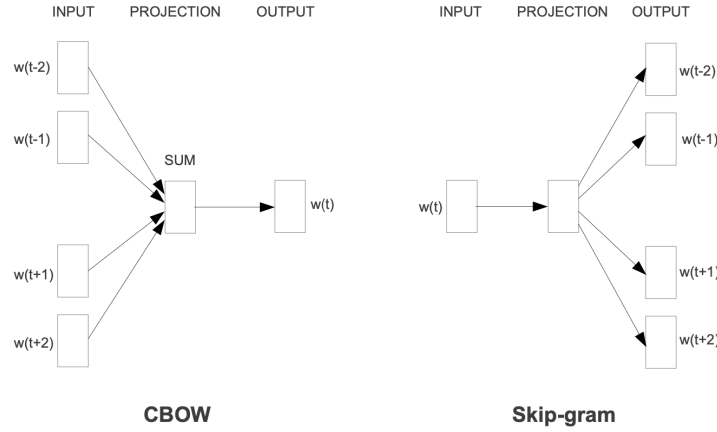 INPUT PROJECTION OUTPUT
w(t-2)
w(t-1)
SUM
w(t)
w(t+1)
w(t+2)
CBOW
INPUT PROJECTION OUTPUT
w(t-2)
w(t-1)
w(t)
w(t+1)
w(t+2)
Skip-gram